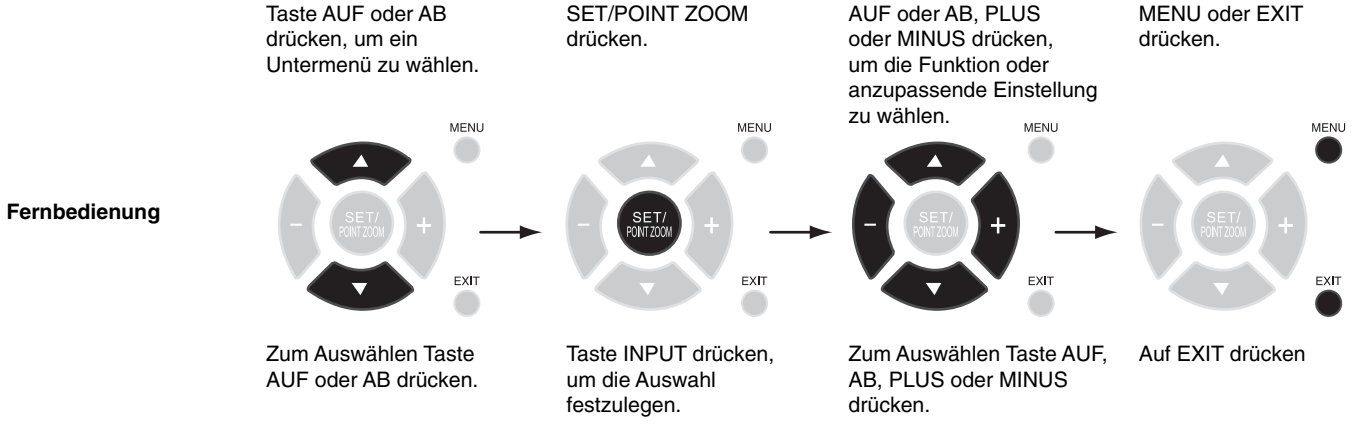 Taste AUF oder AB
drücken, um ein
Untermenü zu wählen.
SET/POINT ZOOM
drücken.
AUF oder AB, PLUS
oder MINUS drücken,
um die Funktion oder
anzupassende Einstellung
zu wählen.
MENU oder EXIT
drücken.
Fernbedienung
MENU
−
SET/
POINT ZOOM
+
EXIT
MENU
−
SET/
POINT ZOOM
+
EXIT
MENU
−
SET/
POINT ZOOM
+
EXIT
MENU
−
SET/
POINT ZOOM
+
EXIT
Zum Auswählen Taste
AUF oder AB drücken.
Taste INPUT drücken,
um die Auswahl
festzulegen.
Zum Auswählen Taste AUF,
AB, PLUS oder MINUS
drücken.
Auf EXIT drücken